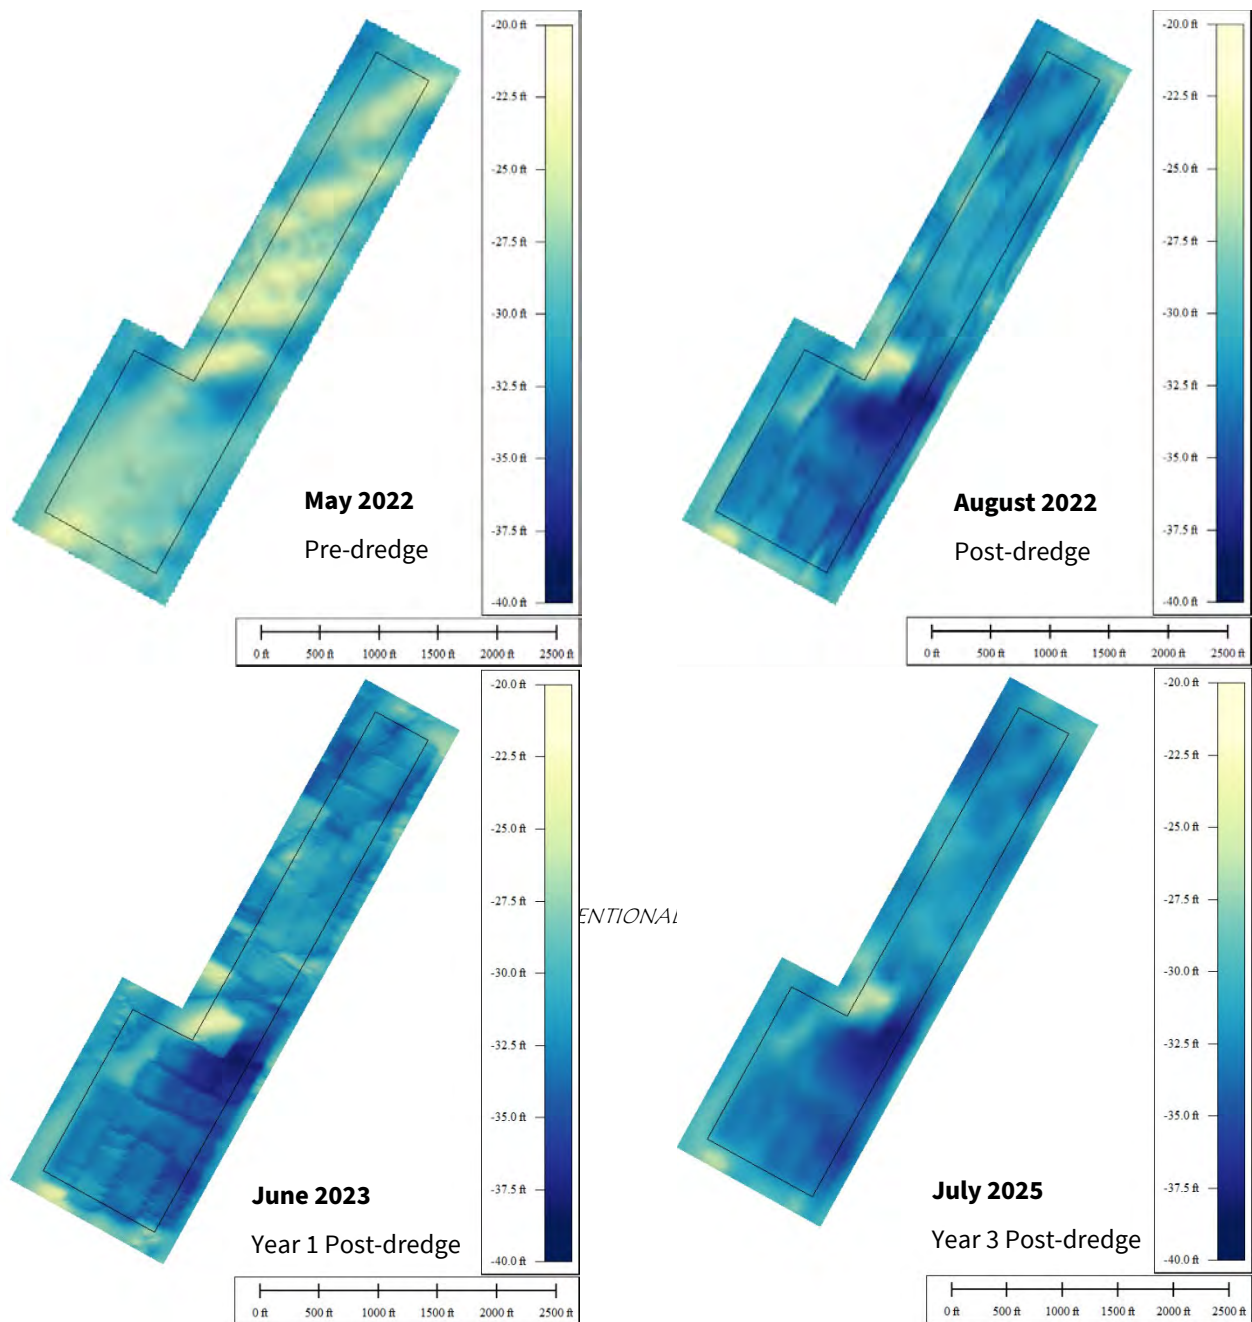 -20.0 ft
-22.5 ft
-25.0 ft
-27.5 ft
-30.0 ft
-32.5 ft
-35.0 ft
-37.5 ft
-40.0 ft
May 2022
Pre-dredge
0 ft 500 ft 1000 ft 1500 ft 2000 ft 2500 ft
-20.0 ft
-22.5 ft
-25.0 ft
-27.5 ft
-30.0 ft
-32.5 ft
-35.0 ft
-37.5 ft
-40.0 ft
August 2022
Post-dredge
0 ft 500 ft 1000 ft 1500 ft 2000 ft 2500 ft
-20.0 ft
-22.5 ft
-25.0 ft
-27.5 ft
-30.0 ft
-32.5 ft
-35.0 ft
-37.5 ft
-40.0 ft
ENTIONAL
June 2023
Year 1 Post-dredge
0 ft 500 ft 1000 ft 1500 ft 2000 ft 2500 ft
-20.0 ft
-22.5 ft
-25.0 ft
-27.5 ft
-30.0 ft
-32.5 ft
-35.0 ft
-37.5 ft
-40.0 ft
July 2025
Year 3 Post-dredge
0 ft 500 ft 1000 ft 1500 ft 2000 ft 2500 ft